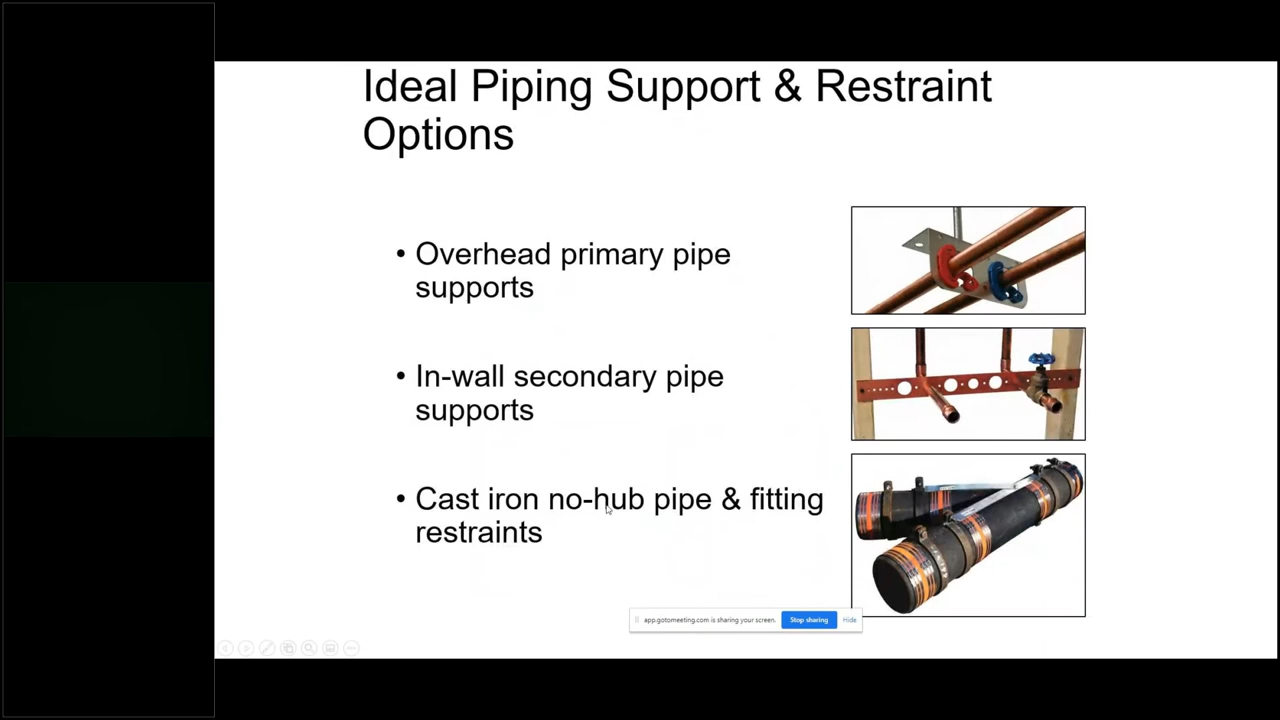 Ideal Piping Support & Restraint
Options
• Overhead primary pipe
supports
• In-wall secondary pipe
supports
• Cast iron no-hub pipe & fitting
restraints
app.gotomeeting.com is sharing your screen.
Stop sharing
Hide